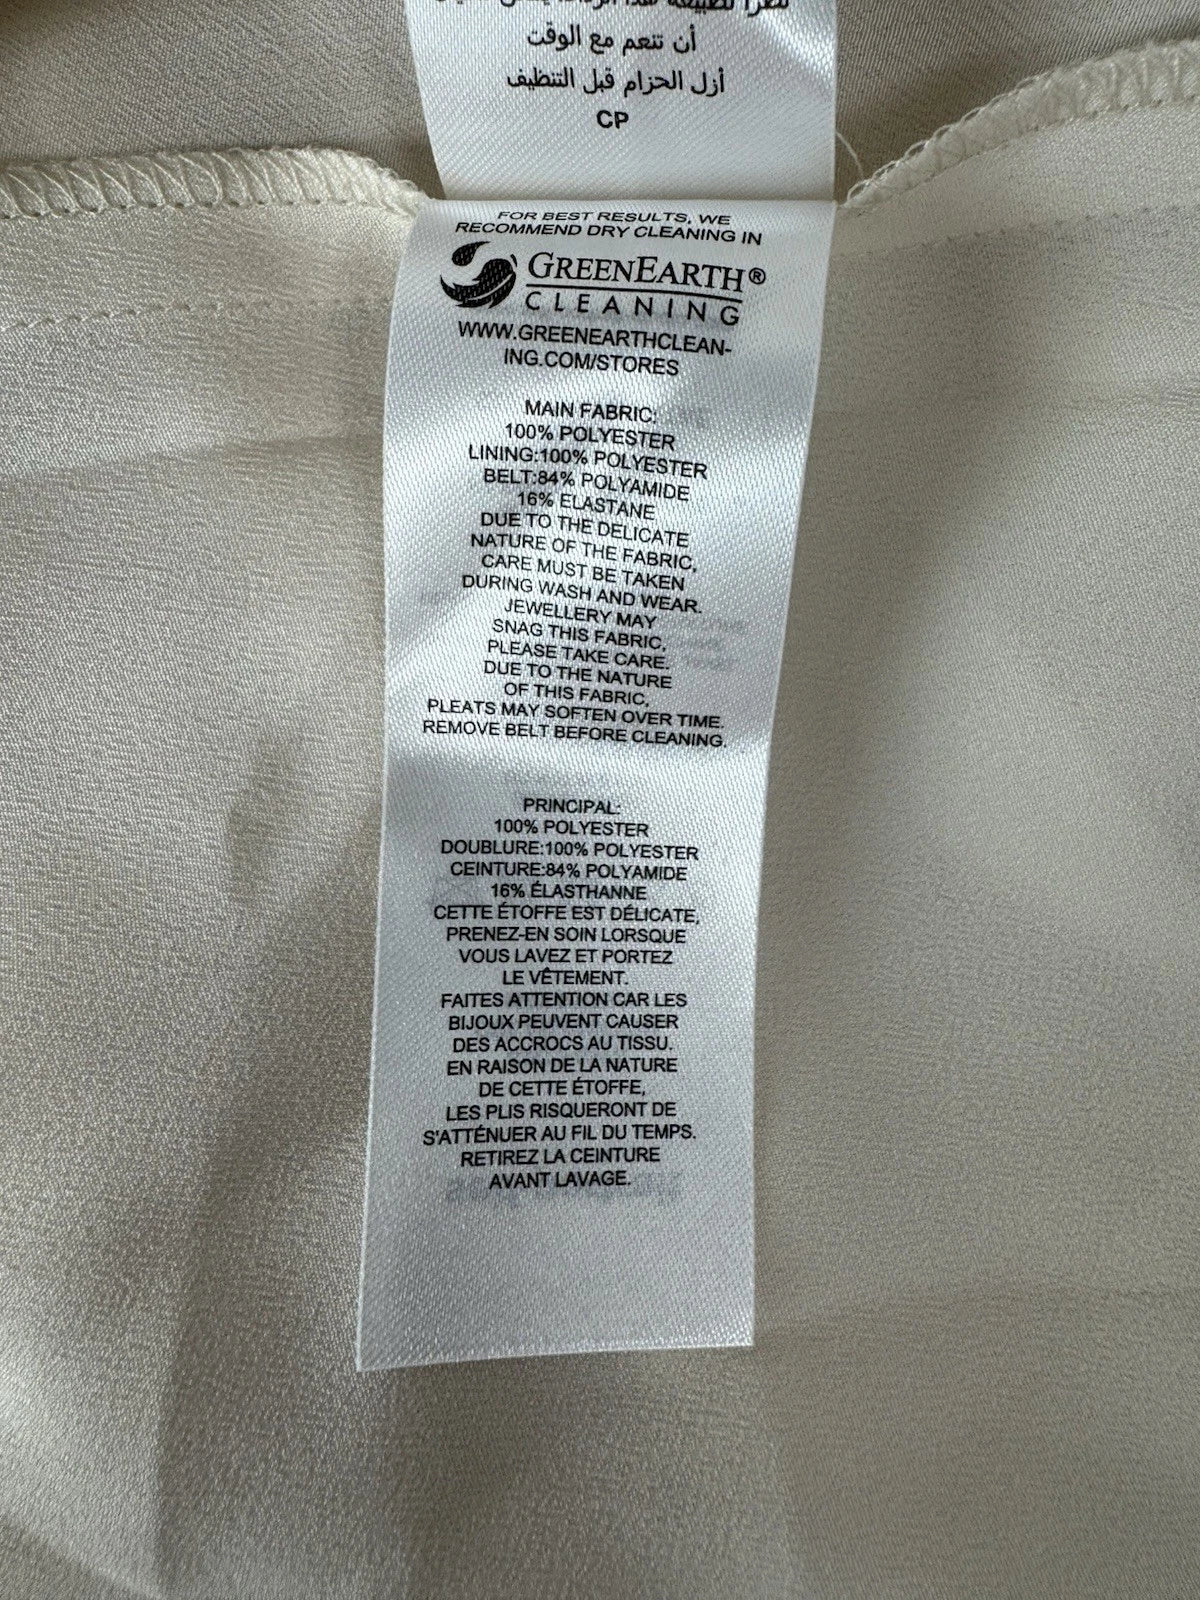 أن تنعم مع الوقت
أزل الحزام قبل التنظيف
CP
FOR BEST RESULTS, WE
RECOMMEND DRY CLEANING IN
GREENEARTH®
CLEANING
WWW.GREENEARTHCLEAN-
ING.COM/STORES
MAIN FABRIC:
100% POLYESTER
LINING:100% POLYESTER
BELT:84% POLYAMIDE
16% ELASTANE
DUE TO THE DELICATE
NATURE OF THE FABRIC,
CARE MUST BE TAKEN
DURING WASH AND WEAR.
JEWELLERY MAY
SNAG THIS FABRIC,
PLEASE TAKE CARE.
DUE TO THE NATURE
OF THIS FABRIC,
PLEATS MAY SOFTEN OVER TIME.
REMOVE BELT BEFORE CLEANING.
PRINCIPAL:
100% POLYESTER
DOUBLURE:100% POLYESTER
CEINTURE:84% POLYAMIDE
16% ÉLASTHANNE
CETTE ÉTOFFE EST DÉLICATE,
PRENEZ-EN SOIN LORSQUE
VOUS LAVEZ ET PORTEZ
LE VÊTEMENT.
FAITES ATTENTION CAR LES
BIJOUX PEUVENT CAUSER
DES ACCROCS AU TISSU.
EN RAISON DE LA NATURE
DE CETTE ÉTOFFE,
LES PLIS RISQUERONT DE
S'ATTÉNUER AU FIL DU TEMPS.
RETIREZ LA CEINTURE
AVANT LAVAGE.